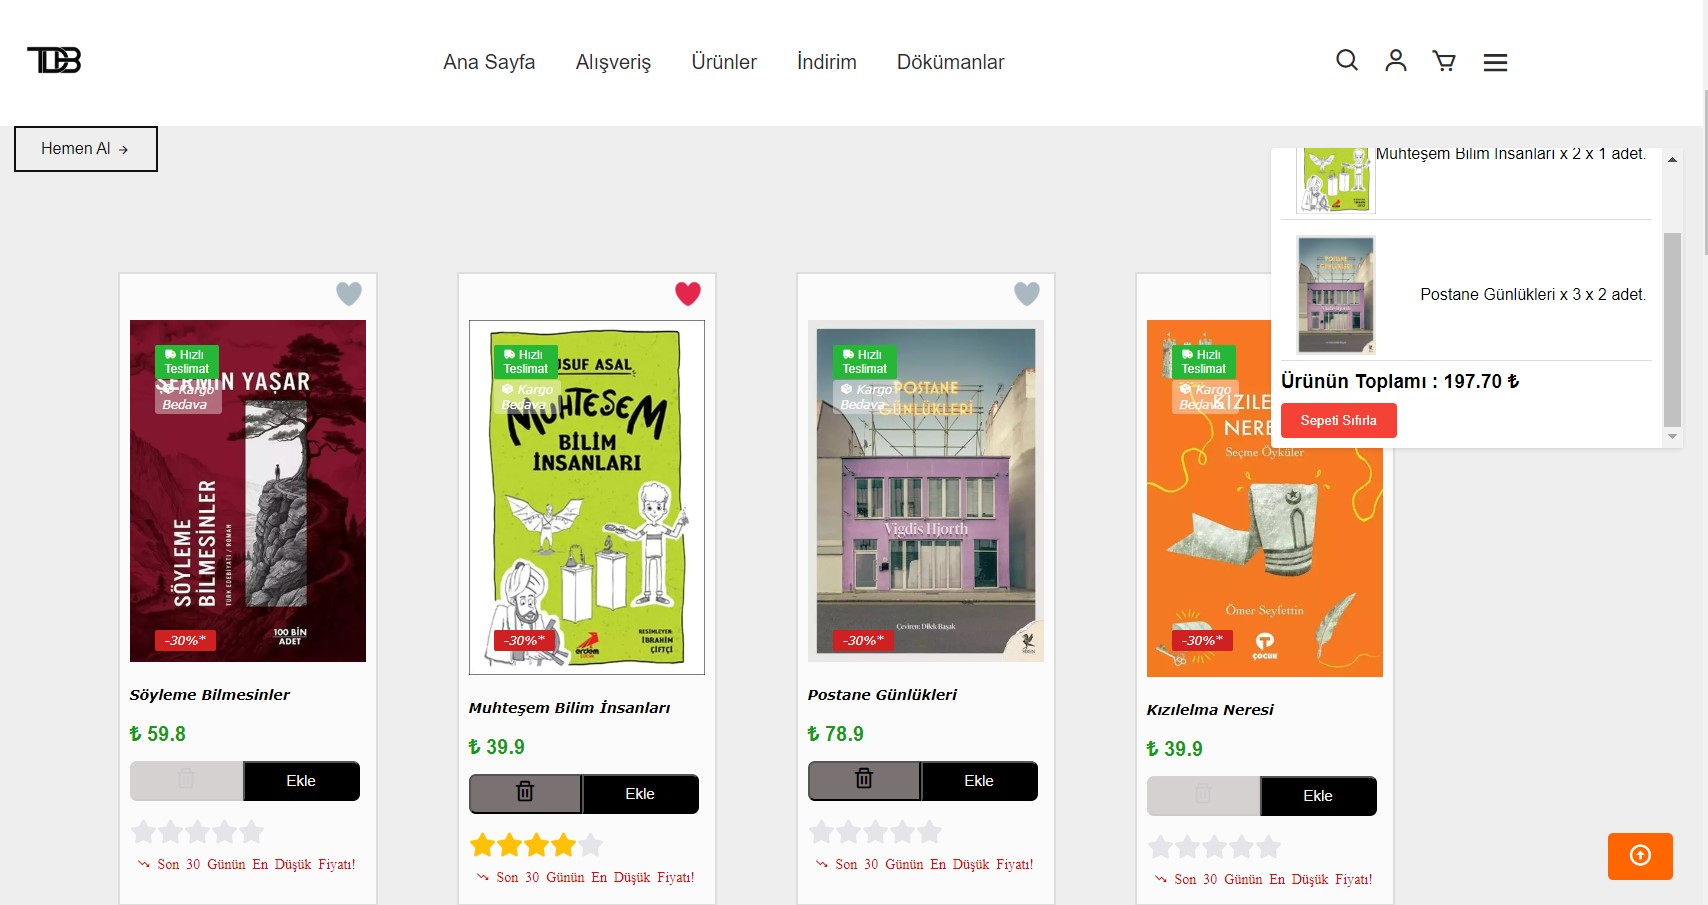 TDB
Ana Sayfa
Alışveriş
Ürünler
İndirim
Dökümanlar
Hemen Al →
Muhteşem Bilim İnsanları x 2 x 1 adet.
Postane Günlükleri x 3 x 2 adet.
Ürünün Toplamı : 197.70 ₺
Sepeti Sıfırla
Hızlı
Teslimat
Kargo
Bedava
ŞERMİN YAŞAR
SÖYLEME
BİLMESİNLER
TÜRK EDEBİYATI / ROMAN
100 BİN
ADET
-30%*
Söyleme Bilmesinler
₺ 59.8
Ekle
Son 30 Günün En Düşük Fiyatı!
Hızlı
Teslimat
Kargo
Bedava
USUF ASAL
MUHTEŞEM
BİLİM
İNSANLARI
RESİMLEYEN:
İBRAHİM
ÇİFTÇİ
erdem
-30%*
Muhteşem Bilim İnsanları
₺ 39.9
Ekle
Son 30 Günün En Düşük Fiyatı!
Hızlı
Teslimat
Kargo
Bedava
POSTANE
GÜNLÜKLERİ
Vigdis Hjorth
Çeviren: Dilek Başak
-30%*
Postane Günlükleri
₺ 78.9
Ekle
Son 30 Günün En Düşük Fiyatı!
Hızlı
Teslimat
Kargo
Bedava
KIZILE
NERE
Seçme Öyküler
Ömer Seyfettin
ÇOCUK
-30%*
Kızılelma Neresi
₺ 39.9
Ekle
Son 30 Günün En Düşük Fiyatı!